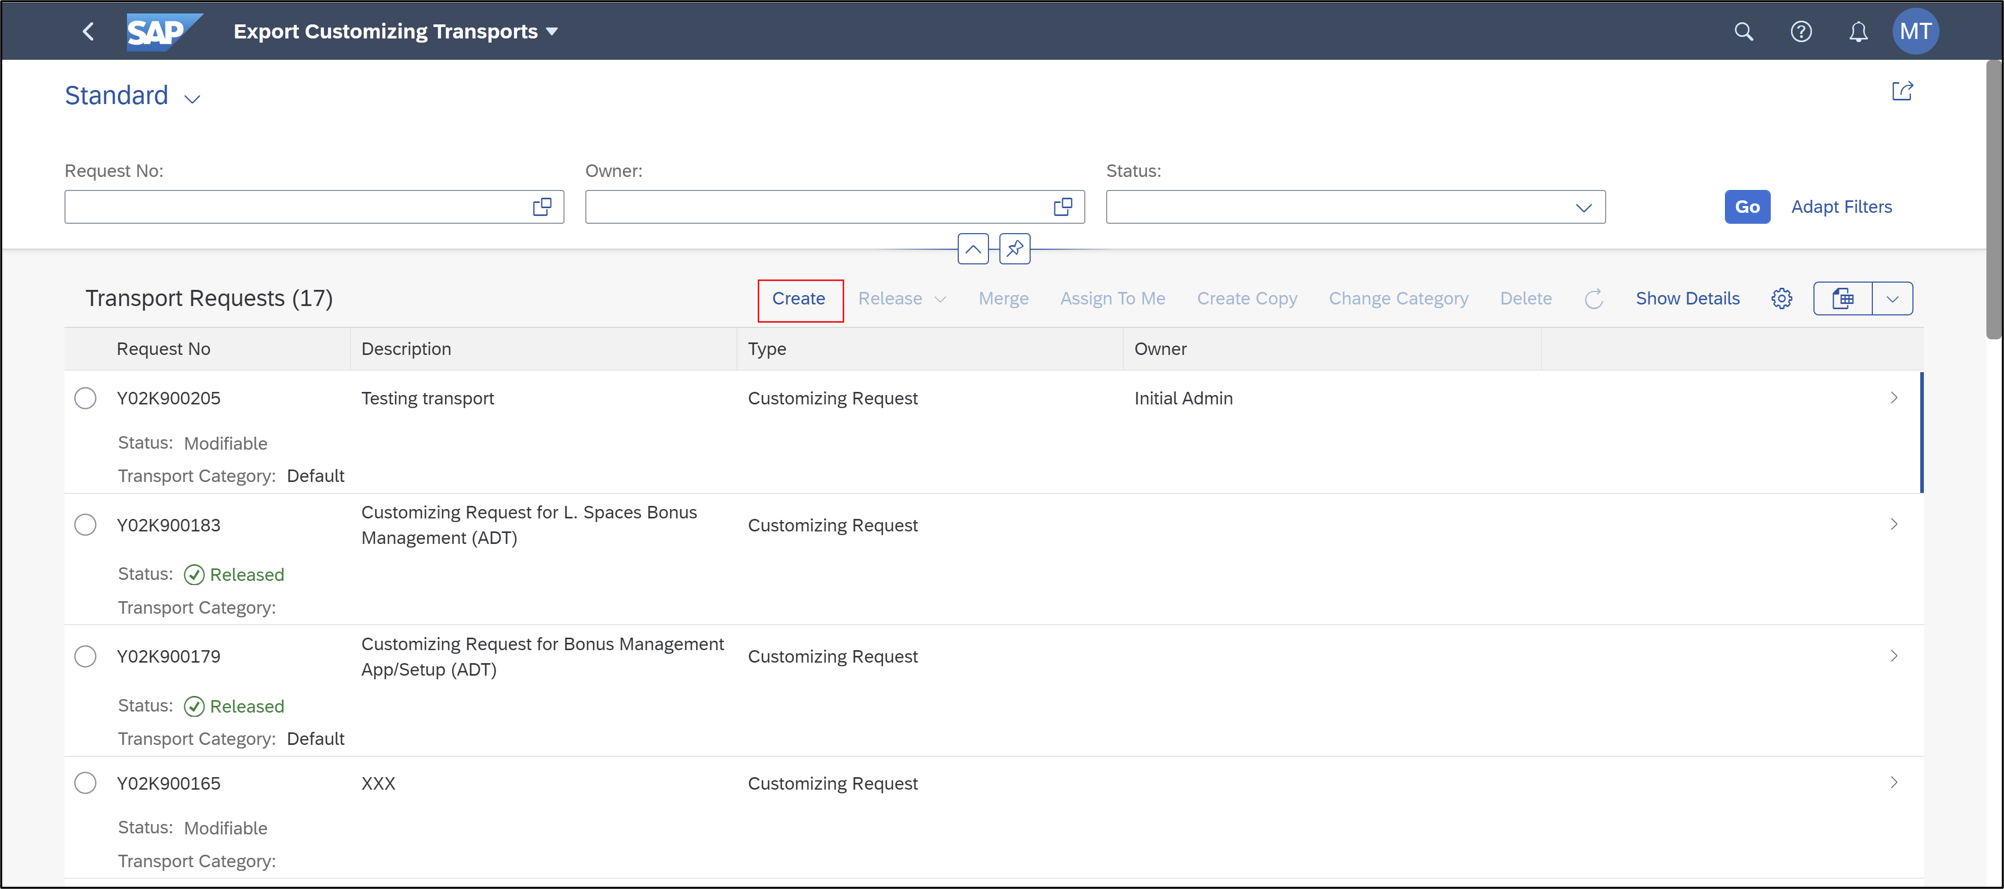 SAP Export Customizing Transports MT
Standard
Request No: Owner: Status:
Go Adapt Filters
Transport Requests (17) Create Release Merge Assign To Me Create Copy Change Category Delete Show Details
Request No Description Type Owner
Y02K900205 Testing transport Customizing Request Initial Admin
Status: Modifiable
Transport Category: Default
Y02K900183 Customizing Request for L. Spaces Bonus Management (ADT) Customizing Request
Status: Released
Transport Category:
Y02K900179 Customizing Request for Bonus Management App/Setup (ADT) Customizing Request
Status: Released
Transport Category: Default
Y02K900165 XXX Customizing Request
Status: Modifiable
Transport Category: